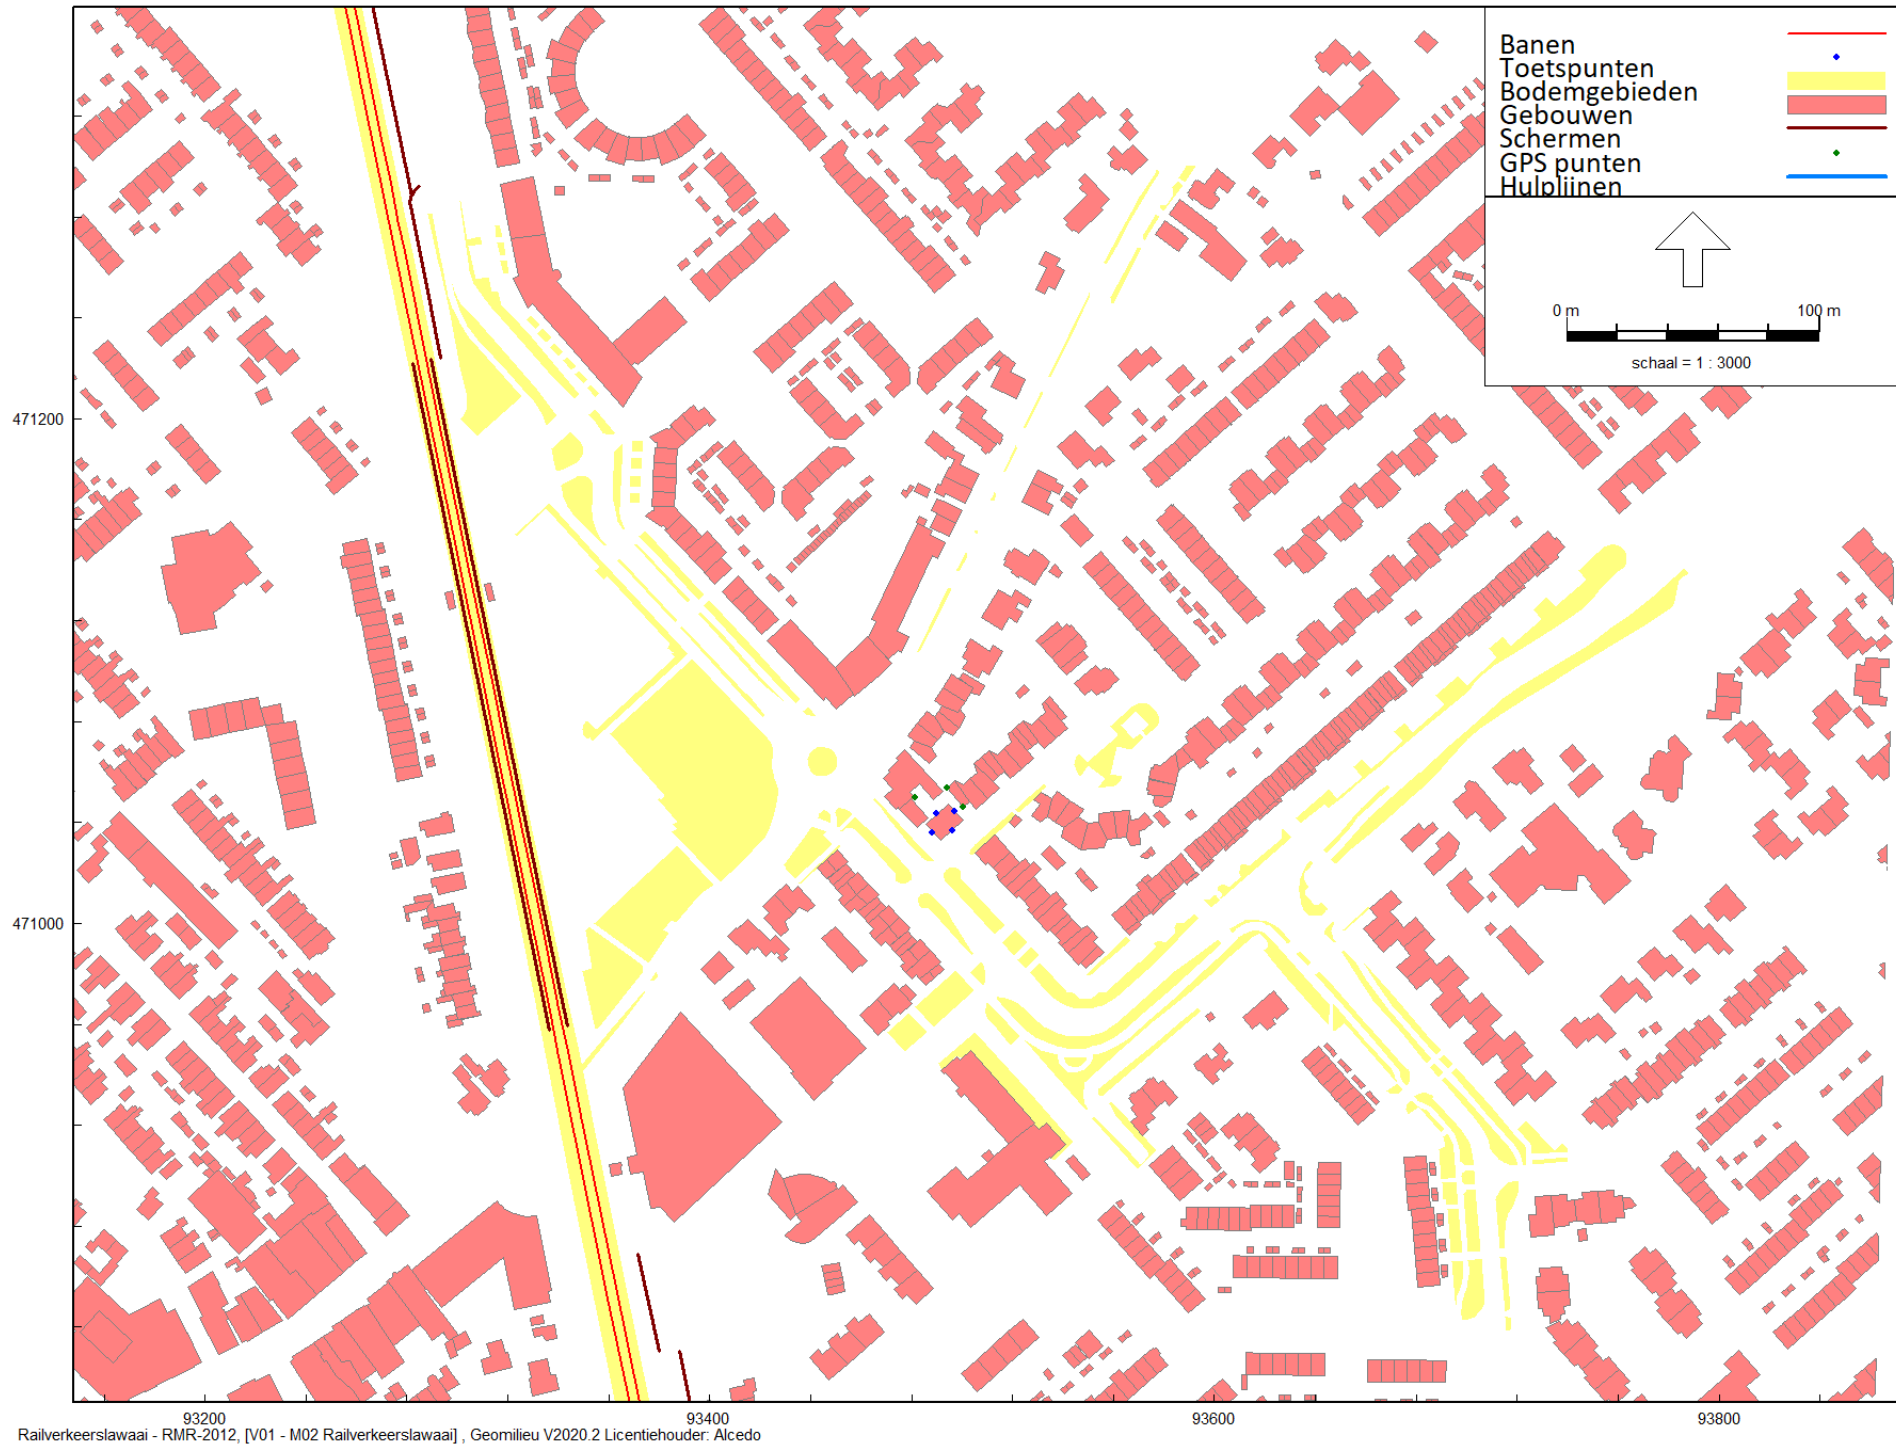 Banen
Toetspunten
Bodemgebieden
Gebouwen
Schermen
GPS punten
Hulplijnen
0 m 100 m
schaal = 1 : 3000
471200
471000
93200 93400 93600 93800
Railverkeerslawaai - RMR-2012, [V01 - M02 Railverkeerslawaai] , Geomilieu V2020.2 Licentiehouder: Alcedo